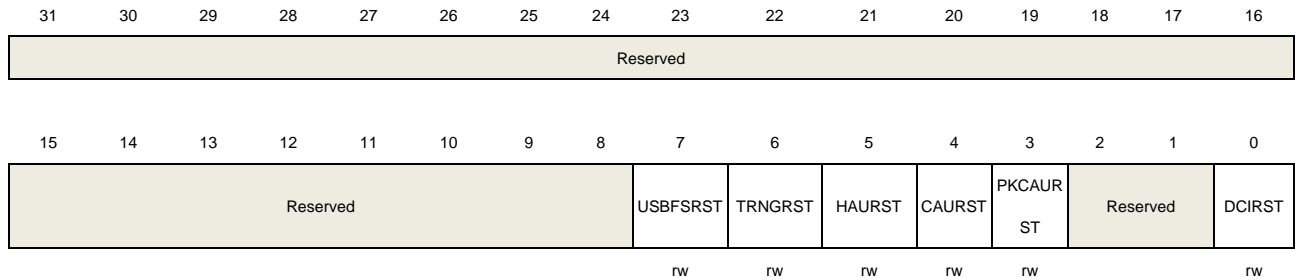 31 30 29 28 27 26 25 24 23 22 21 20 19 18 17 16
Reserved
15 14 13 12 11 10 9 8 7 6 5 4 3 2 1 0
Reserved USBFSRST TRNGRST HAURST CAURST PKCAUR Reserved DCIRST
ST
rw rw rw rw rw rw